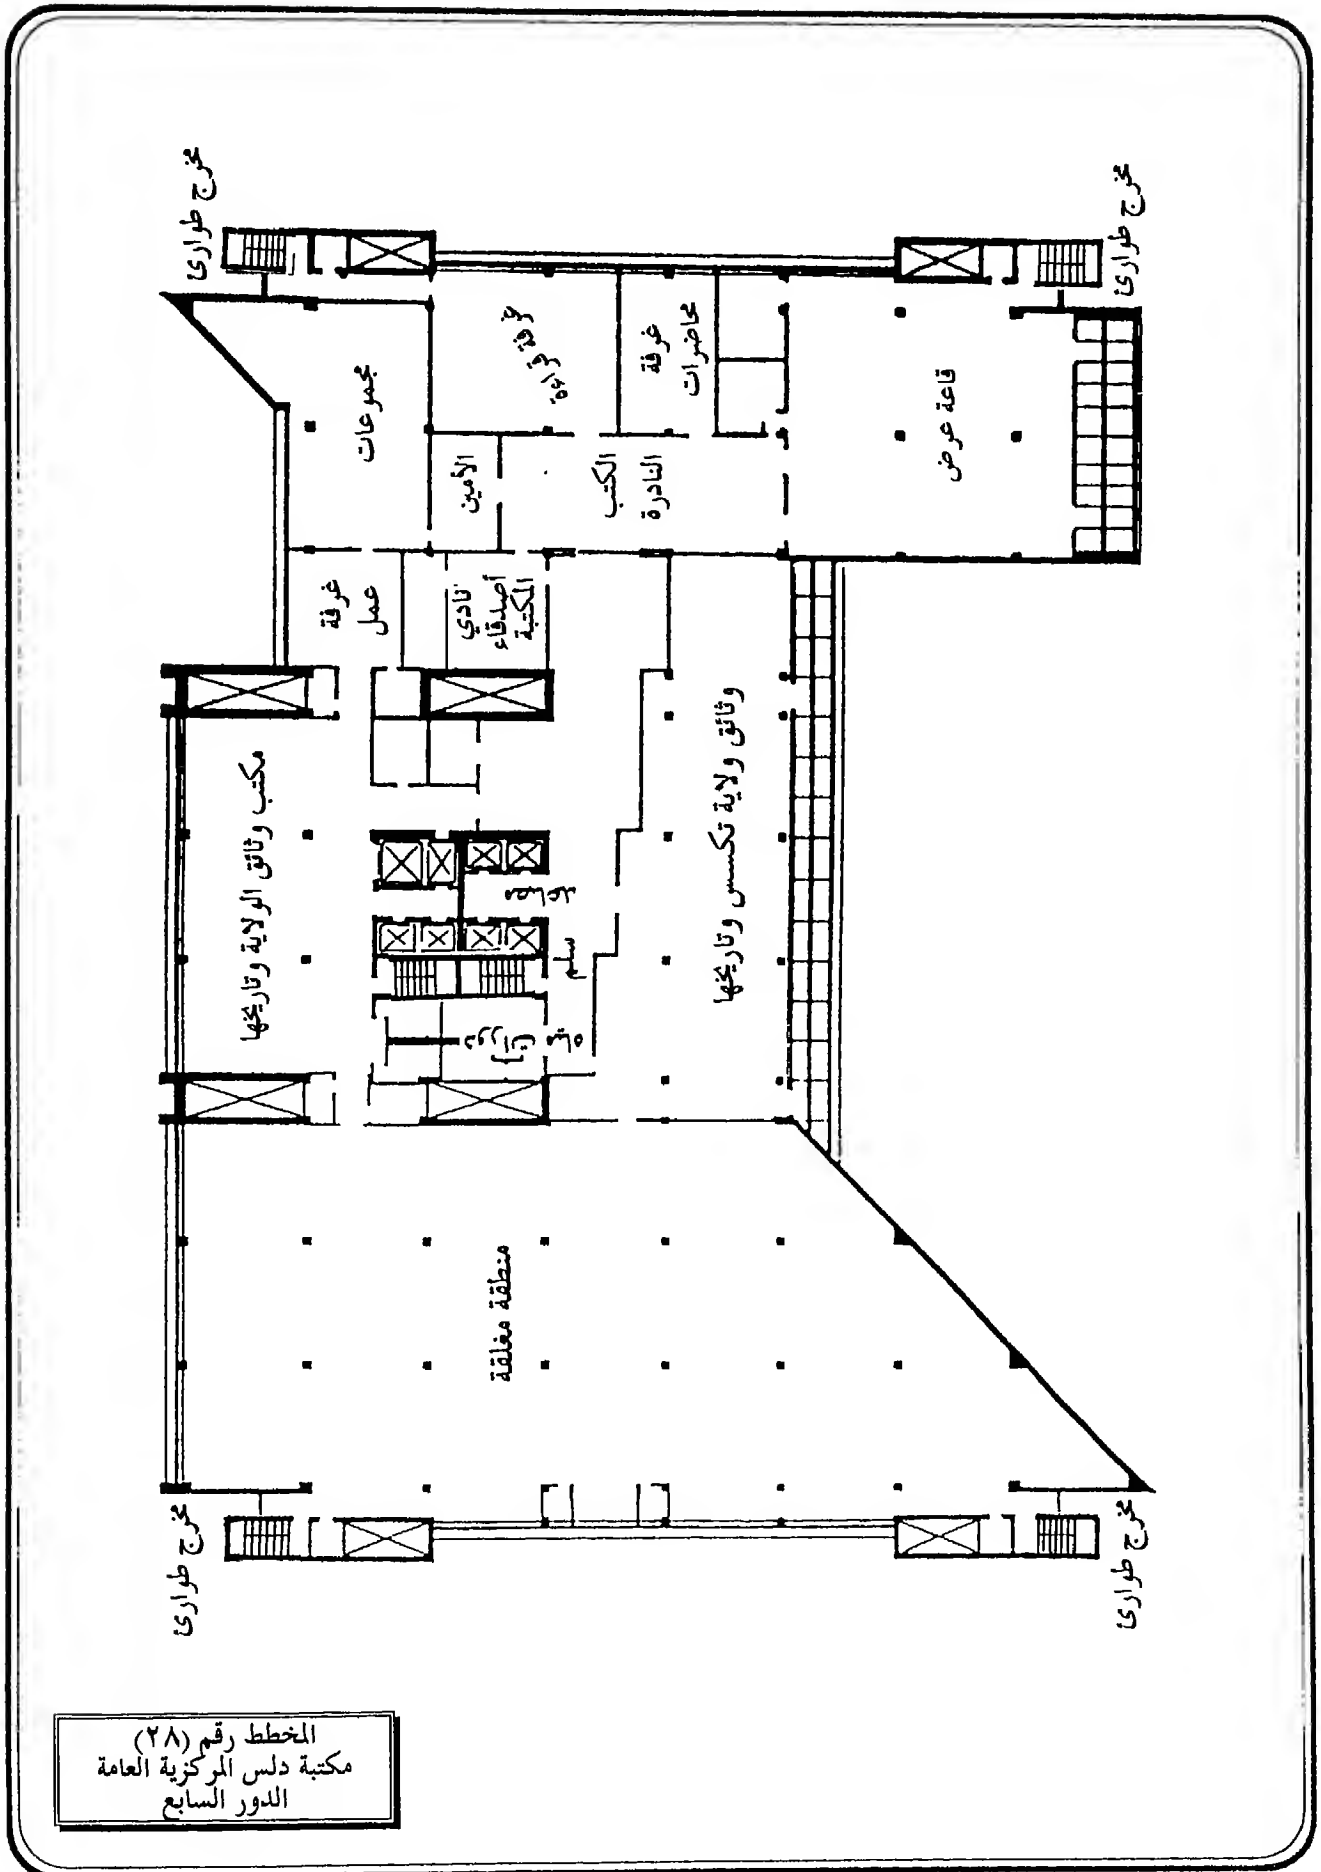 مخرج طوارئ
مخرج طوارئ
مجموعات
غرفة قراءة
غرفة
محاضرات
قاعة عرض
الأمين
الكتب
النادرة
غرفة
عمل
نادي
أصدقاء
المكتبة
مكتب وثائق الولاية وتاريخها
وثائق ولاية تكسس وتاريخها
سلم
منطقة مغلقة
مخرج طوارئ
مخرج طوارئ
المخطط رقم (٢٨)
مكتبة دلس المركزية العامة
الدور السابع